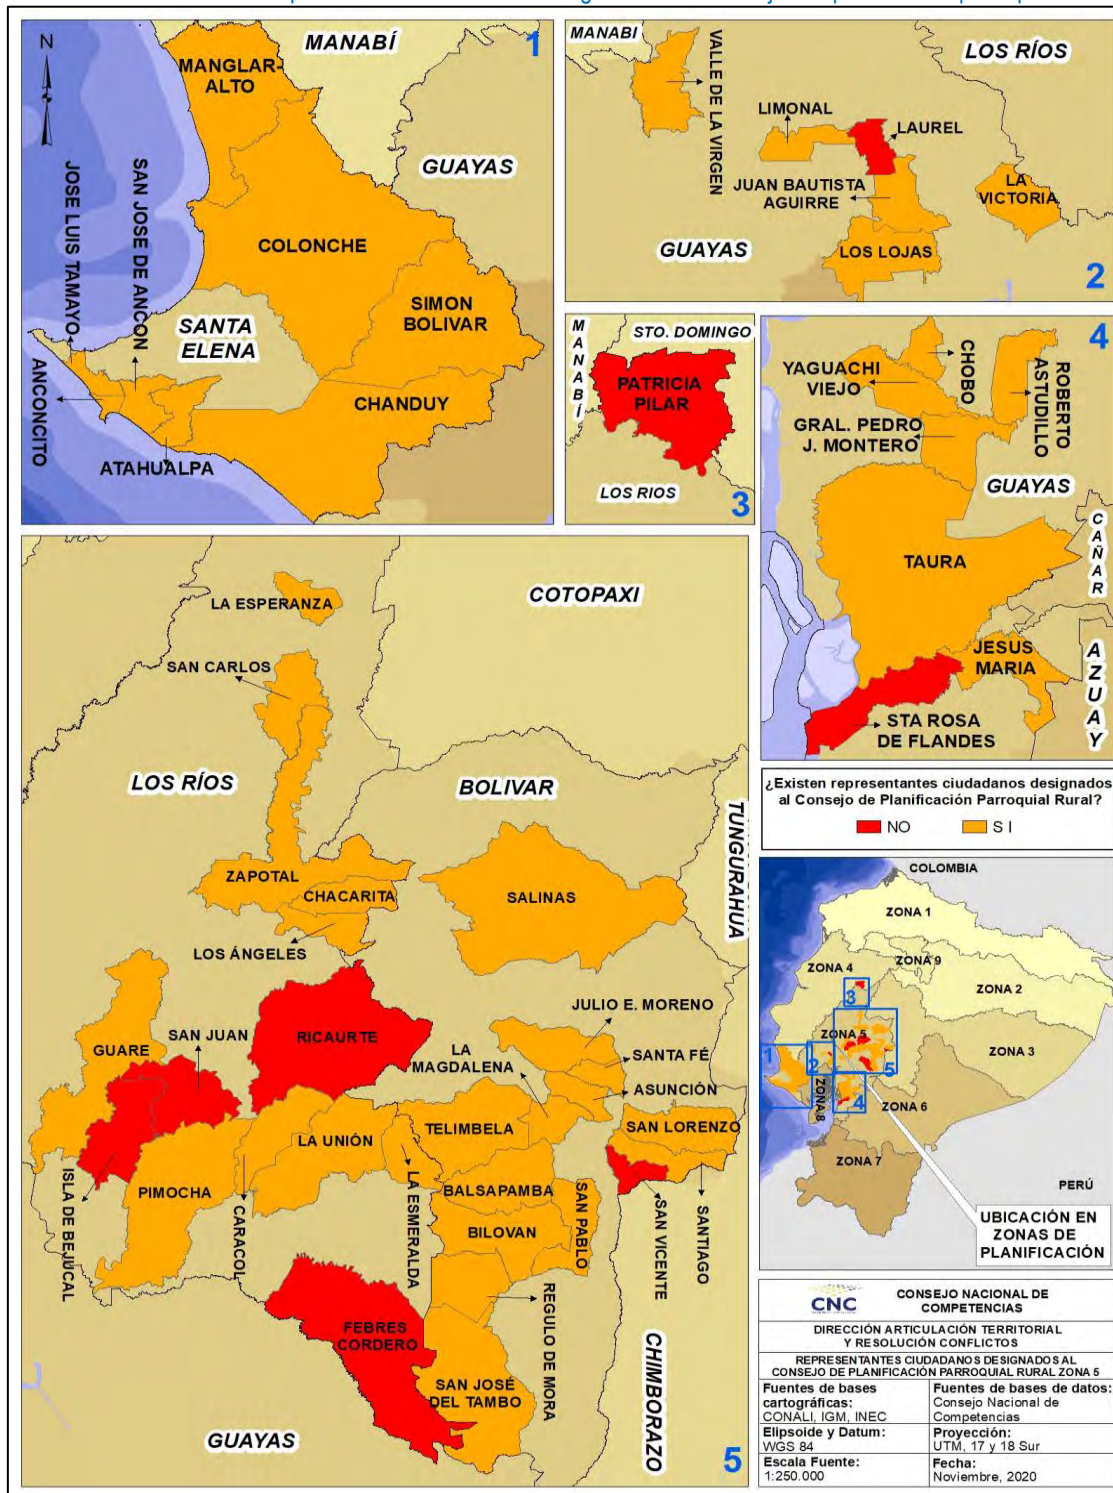 N
MANABÍ
1
MANGLAR-
ALTO
GUAYAS
JOSE LUIS TAMAYO
SAN JOSE DE ANCON
COLONCHE
SIMON
BOLIVAR
SANTA
ELENA
ANCONCITO
CHANDUY
ATAHUALPA
MANABI
VALLE DE LA VIRGEN
LOS RÍOS
LIMONAL
LAUREL
JUAN BAUTISTA
AGUIRRE
LA
VICTORIA
GUAYAS
LOS LOJAS
2
MANABÍ
STO. DOMINGO
PATRICIA
PILAR
LOS RIOS
3
4
YAGUACHI
VIEJO
CHOBO
ROBERTO
ASTUDILLO
GRAL. PEDRO
J. MONTERO
GUAYAS
CAÑAR
TAURA
JESUS
MARIA
AZUAY
STA ROSA
DE FLANDES
LA ESPERANZA
COTOPAXI
SAN CARLOS
LOS RÍOS
BOLIVAR
TUNGURAHUA
ZAPOTAL
CHACARITA
SALINAS
LOS ÁNGELES
JULIO E. MORENO
GUARE
SAN JUAN
RICAURTE
LA
MAGDALENA
SANTA FÉ
ASUNCIÓN
LA UNIÓN
TELIMBELA
SAN LORENZO
ISLA DE BEJUCAL
PIMOCHA
CARACOL
LA ESMERALDA
BALSAPAMBA
BILOVAN
SAN PABLO
SAN VICENTE
SANTIAGO
FEBRES
CORDERO
REGULO DE MORA
SAN JOSÉ
DEL TAMBO
CHIMBORAZO
GUAYAS
5
¿Existen representantes ciudadanos designados
al Consejo de Planificación Parroquial Rural?
NO
S I
COLOMBIA
ZONA 1
ZONA 9
ZONA 4
ZONA 2
3
ZONA 5
ZONA 3
1
2
5
ZONA 8
4
ZONA 6
ZONA 7
PERÚ
UBICACIÓN EN
ZONAS DE
PLANIFICACIÓN
CNC
CONSEJO NACIONAL DE
COMPETENCIAS
DIRECCIÓN ARTICULACIÓN TERRITORIAL
Y RESOLUCIÓN CONFLICTOS
REPRESENTANTES CIUDADANOS DESIGNADOS AL
CONSEJO DE PLANIFICACIÓN PARROQUIAL RURAL ZONA 5
Fuentes de bases
cartográficas:
CONALI, IGM, INEC
Fuentes de bases de datos:
Consejo Nacional de
Competencias
Elipsoide y Datum:
WGS 84
Proyección:
UTM, 17 y 18 Sur
Escala Fuente:
1:250.000
Fecha:
Noviembre, 2020